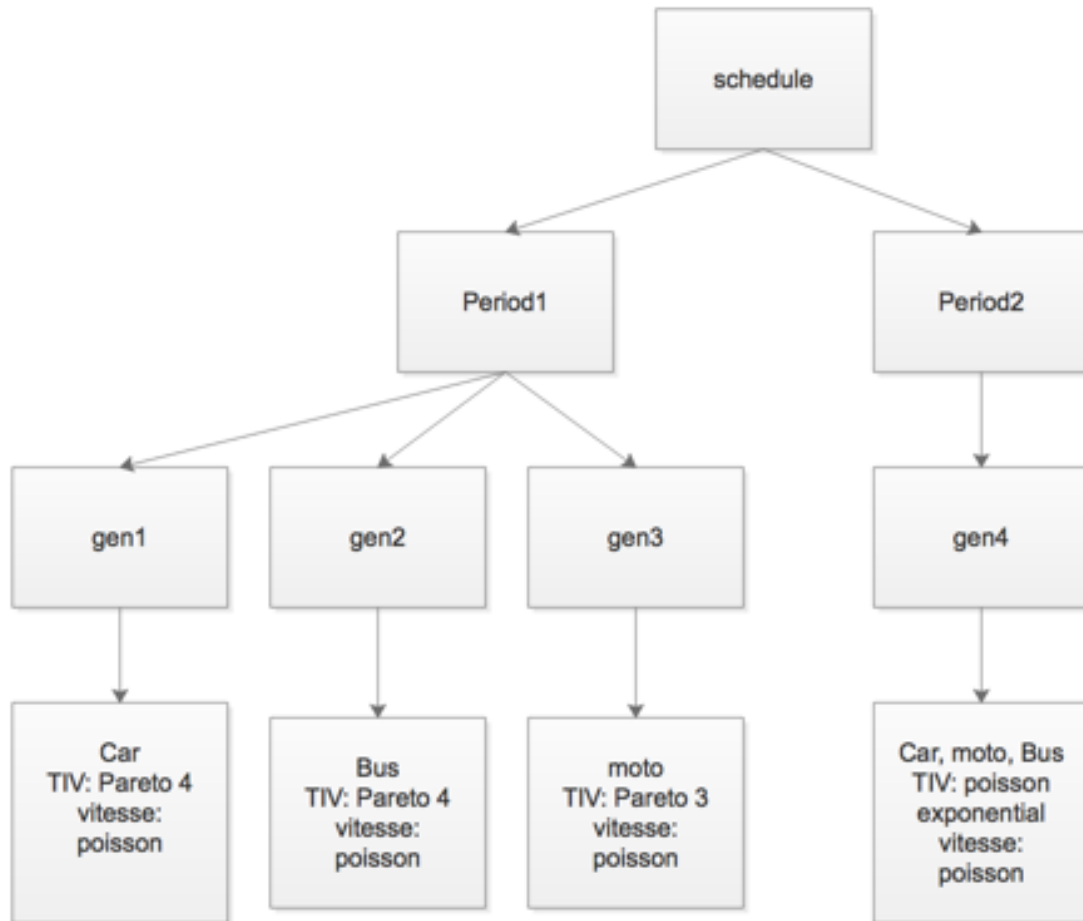 schedule
Period1
Period2
gen1
gen2
gen3
gen4
Car
TIV: Pareto 4
vitesse:
poisson
Bus
TIV: Pareto 4
vitesse:
poisson
moto
TIV: Pareto 3
vitesse:
poisson
Car, moto, Bus
TIV: poisson
exponential
vitesse:
poisson